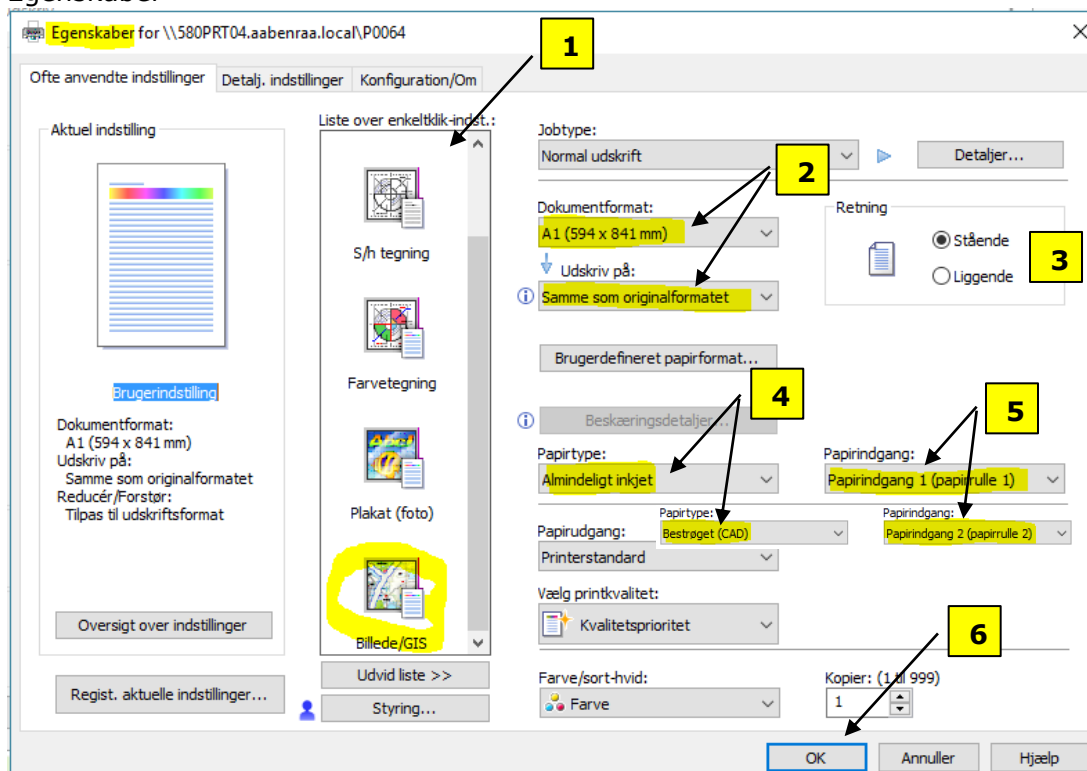 Egenskaber
Egenskaber for \\580PRT04.aabenraa.local\P0064
1
Ofte anvendte indstillinger
Detalj. indstillinger
Konfiguration/Om
Aktuel indstilling
Brugerindstilling
Dokumentformat:
A1 (594 x 841 mm)
Udskriv på:
Samme som originalformatet
Reducér/Forstør:
Tilpas til udskriftsformat
Oversigt over indstillinger
Regist. aktuelle indstillinger...
Liste over enkeltklik-indst.:
S/h tegning
Farvetegning
Plakat (foto)
Billede/GIS
Udvid liste >>
Styring...
Jobtype:
Normal udskrift
Detaljer...
2
Dokumentformat:
A1 (594 x 841 mm)
Udskriv på:
Samme som originalformatet
Retning
Stående
Liggende
3
Brugerdefineret papirformat...
4
Beskæringsdetaljer...
5
Papirtype:
Almindeligt inkjet
Papirindgang:
Papirindgang 1 (papirrulle 1)
Papirudgang:
Printerstandard
Papirtype:
Bestrøget (CAD)
Papirindgang:
Papirindgang 2 (papirrulle 2)
Vælg printkvalitet:
Kvalitetsprioritet
6
Farve/sort-hvid:
Farve
Kopier: (1 til 999)
1
OK
Annuller
Hjælp